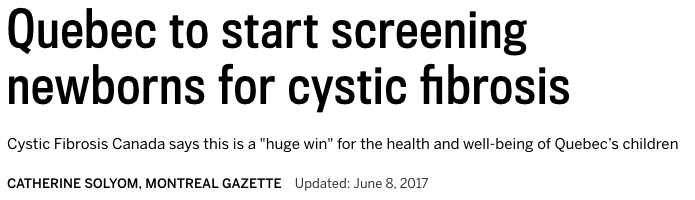 Quebec to start screening
newborns for cystic fibrosis
Cystic Fibrosis Canada says this is a "huge win" for the health and well-being of Quebec’s children
CATHERINE SOLYOM, MONTREAL GAZETTE Updated: June 8, 2017